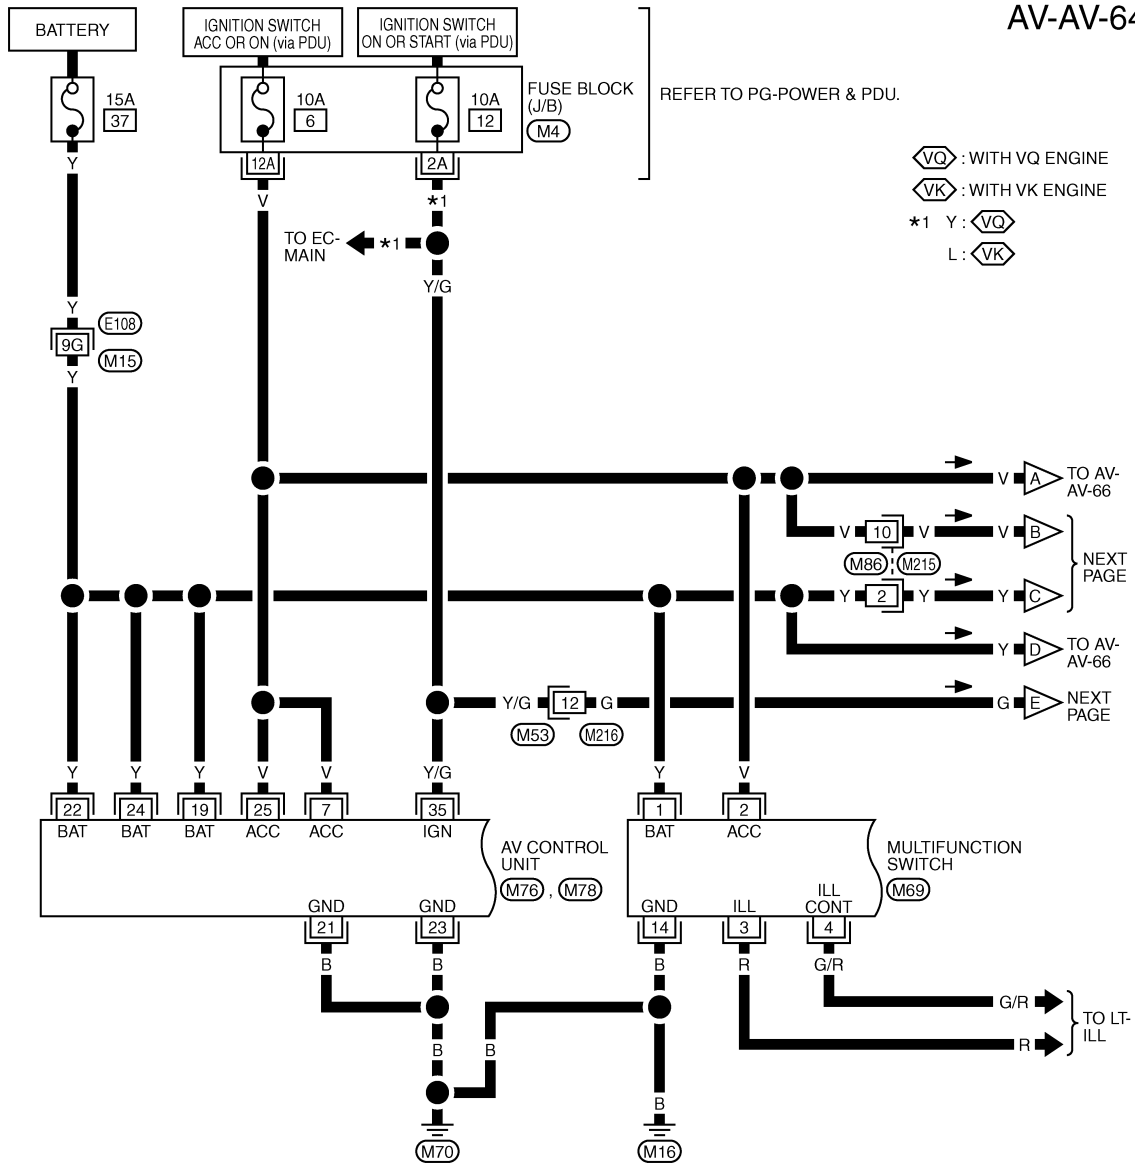 AV-AV-64
BATTERY
IGNITION SWITCH
ACC OR ON (via PDU)
IGNITION SWITCH
ON OR START (via PDU)
15A
37
10A
6
10A
12
FUSE BLOCK
(J/B)
M4
REFER TO PG-POWER & PDU.
12A
2A
Y
V
*1
VQ : WITH VQ ENGINE
VK : WITH VK ENGINE
*1 Y : VQ
L : VK
TO EC-
MAIN
*1
Y/G
Y
E108
9G
M15
Y
V
A
TO AV-
AV-66
V
10
V
V
B
M86
M215
NEXT
PAGE
Y
2
Y
Y
C
Y
D
TO AV-
AV-66
Y/G
12
G
G
E
NEXT
PAGE
M53
M216
Y
Y
Y
V
V
Y/G
Y
V
22
24
19
25
7
35
1
2
BAT
BAT
BAT
ACC
ACC
IGN
BAT
ACC
AV CONTROL
UNIT
M76 , M78
MULTIFUNCTION
SWITCH
M69
GND
GND
GND
ILL
ILL
CONT
21
23
14
3
4
B
B
B
R
G/R
G/R
TO LT-
ILL
R
B
B
B
M70
M16